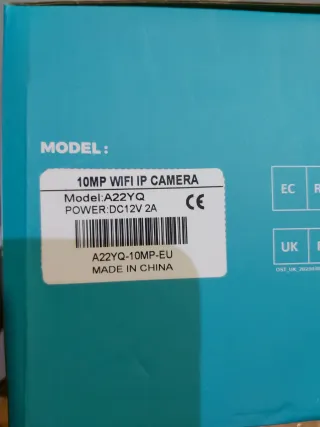 MODEL:
10MP WIFI IP CAMERA
Model:A22YQ
POWER:DC12V 2A
CE
A22YQ-10MP-EU
MADE IN CHINA
EC
UK